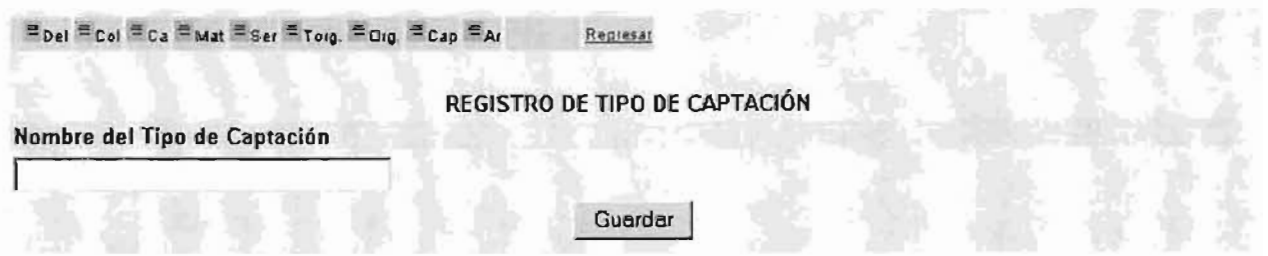 Del Col Ca Mat Ser Torg. Org. Cap Ar Regresar
REGISTRO DE TIPO DE CAPTACIÓN
Nombre del Tipo de Captación
Guardar